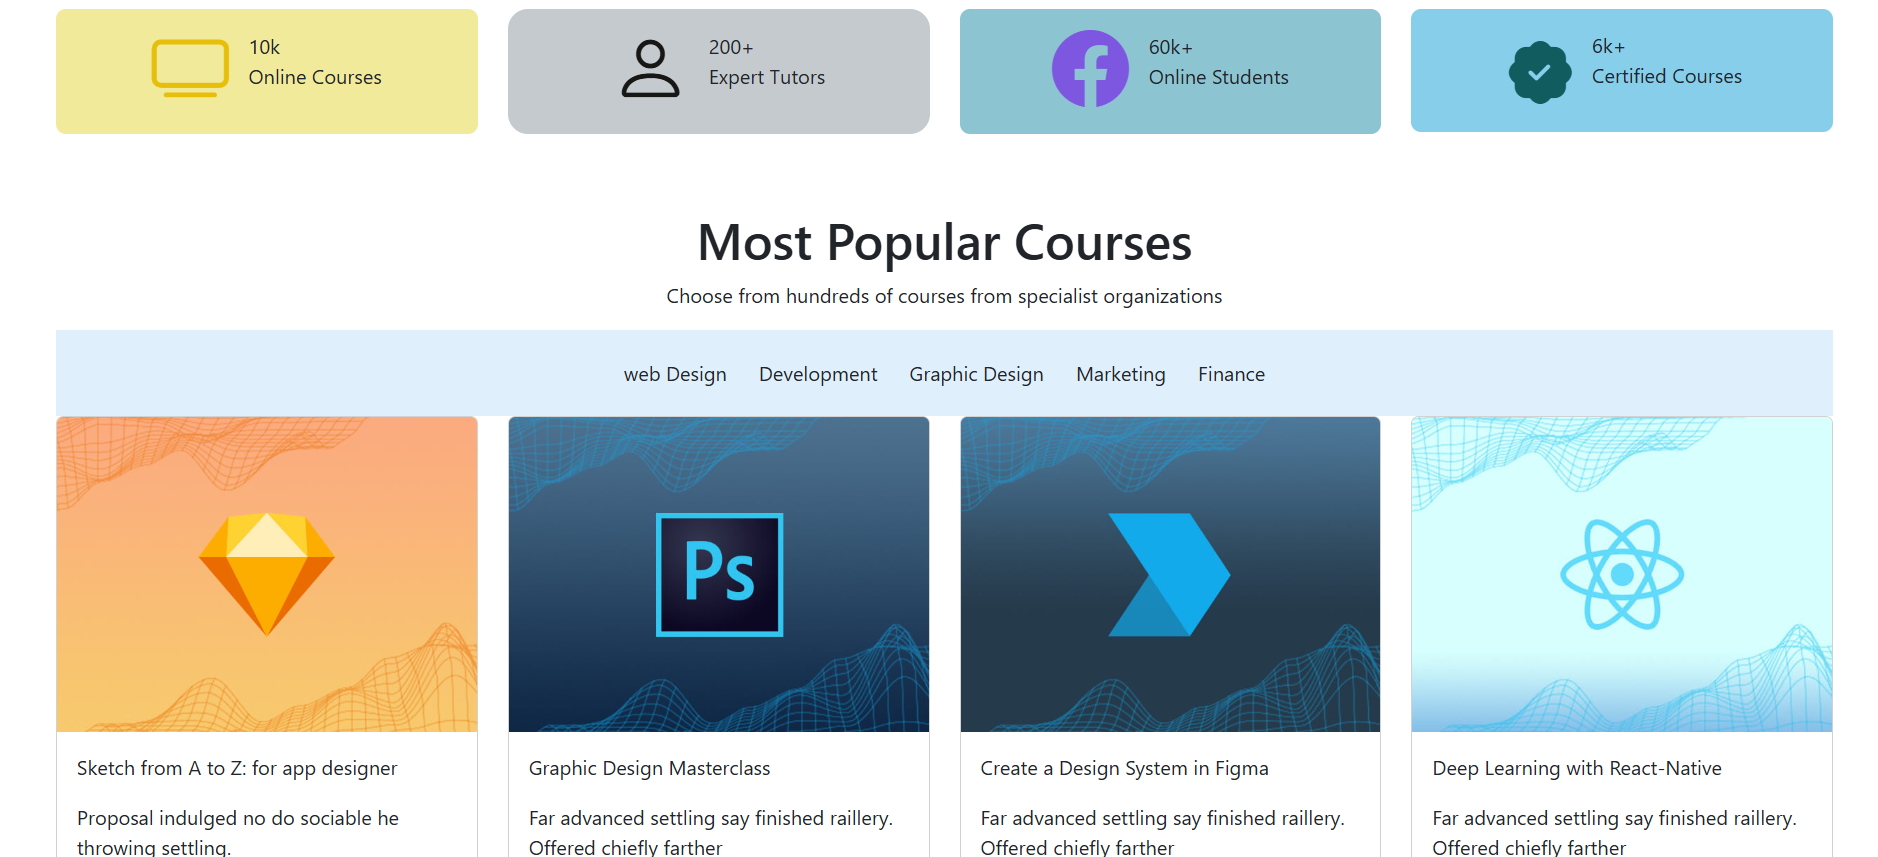 10k
Online Courses
200+
Expert Tutors
60k+
Online Students
6k+
Certified Courses
Most Popular Courses
Choose from hundreds of courses from specialist organizations
web Design Development Graphic Design Marketing Finance
Ps
Sketch from A to Z: for app designer
Proposal indulged no do sociable he
throwing settling.
Graphic Design Masterclass
Far advanced settling say finished raillery.
Offered chiefly farther
Create a Design System in Figma
Far advanced settling say finished raillery.
Offered chiefly farther
Deep Learning with React-Native
Far advanced settling say finished raillery.
Offered chiefly farther